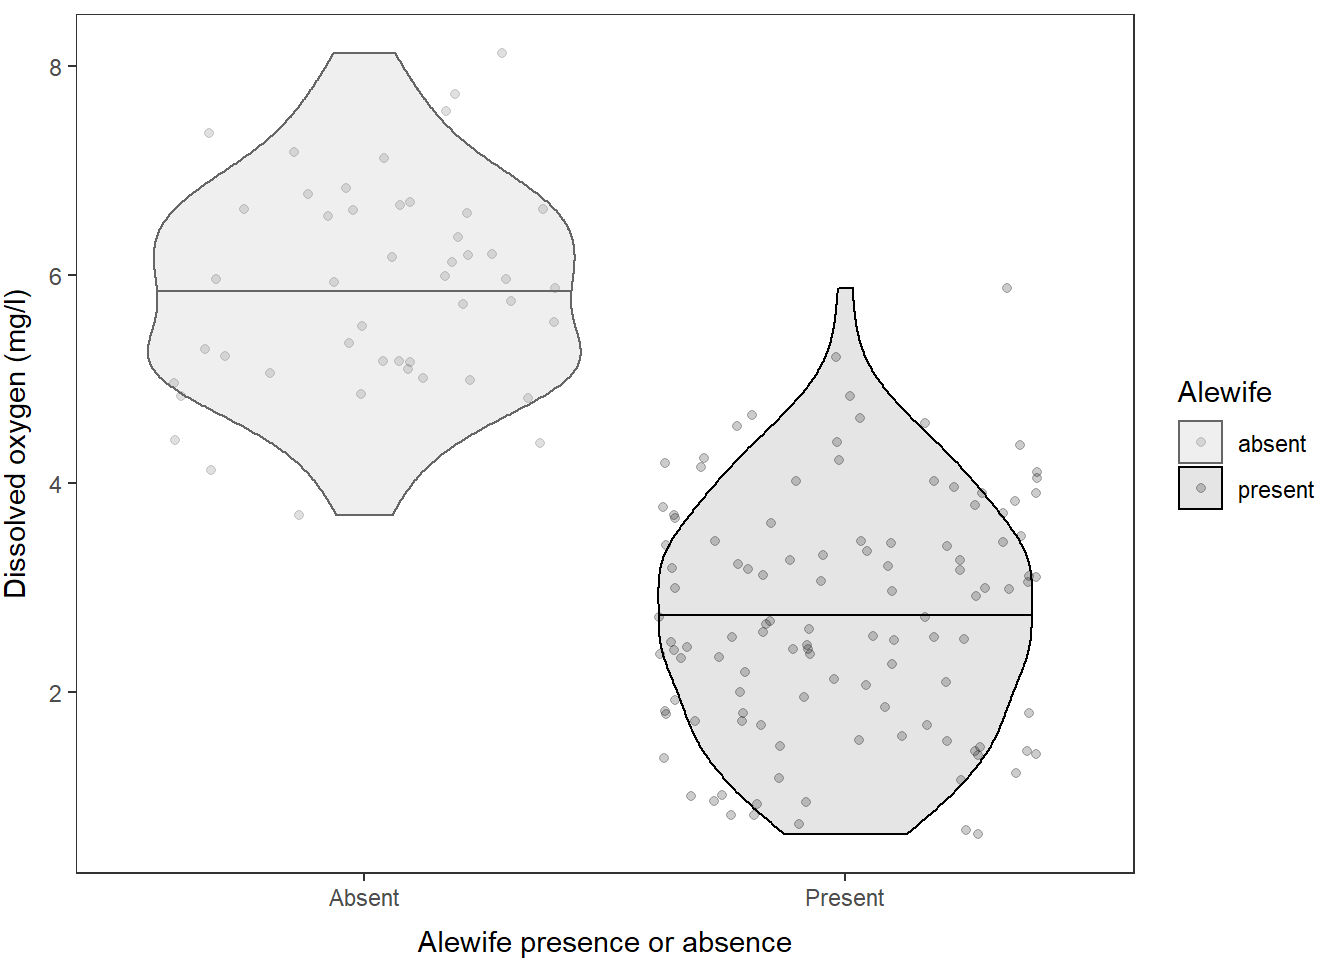 Dissolved oxygen (mg/l)
8
6
4
2
Absent
Present
Alewife presence or absence
Alewife
absent
present